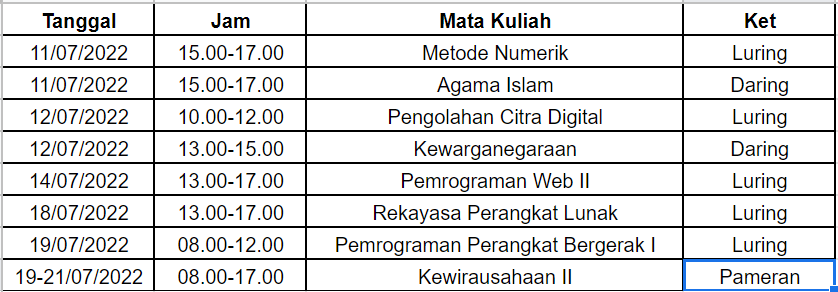 Tanggal Jam Mata Kuliah Ket
11/07/2022 15.00-17.00 Metode Numerik Luring
11/07/2022 15.00-17.00 Agama Islam Daring
12/07/2022 10.00-12.00 Pengolahan Citra Digital Luring
12/07/2022 13.00-15.00 Kewarganegaraan Daring
14/07/2022 13.00-17.00 Pemrograman Web II Luring
18/07/2022 13.00-17.00 Rekayasa Perangkat Lunak Luring
19/07/2022 08.00-12.00 Pemrograman Perangkat Bergerak I Luring
19-21/07/2022 08.00-17.00 Kewirausahaan II Pameran